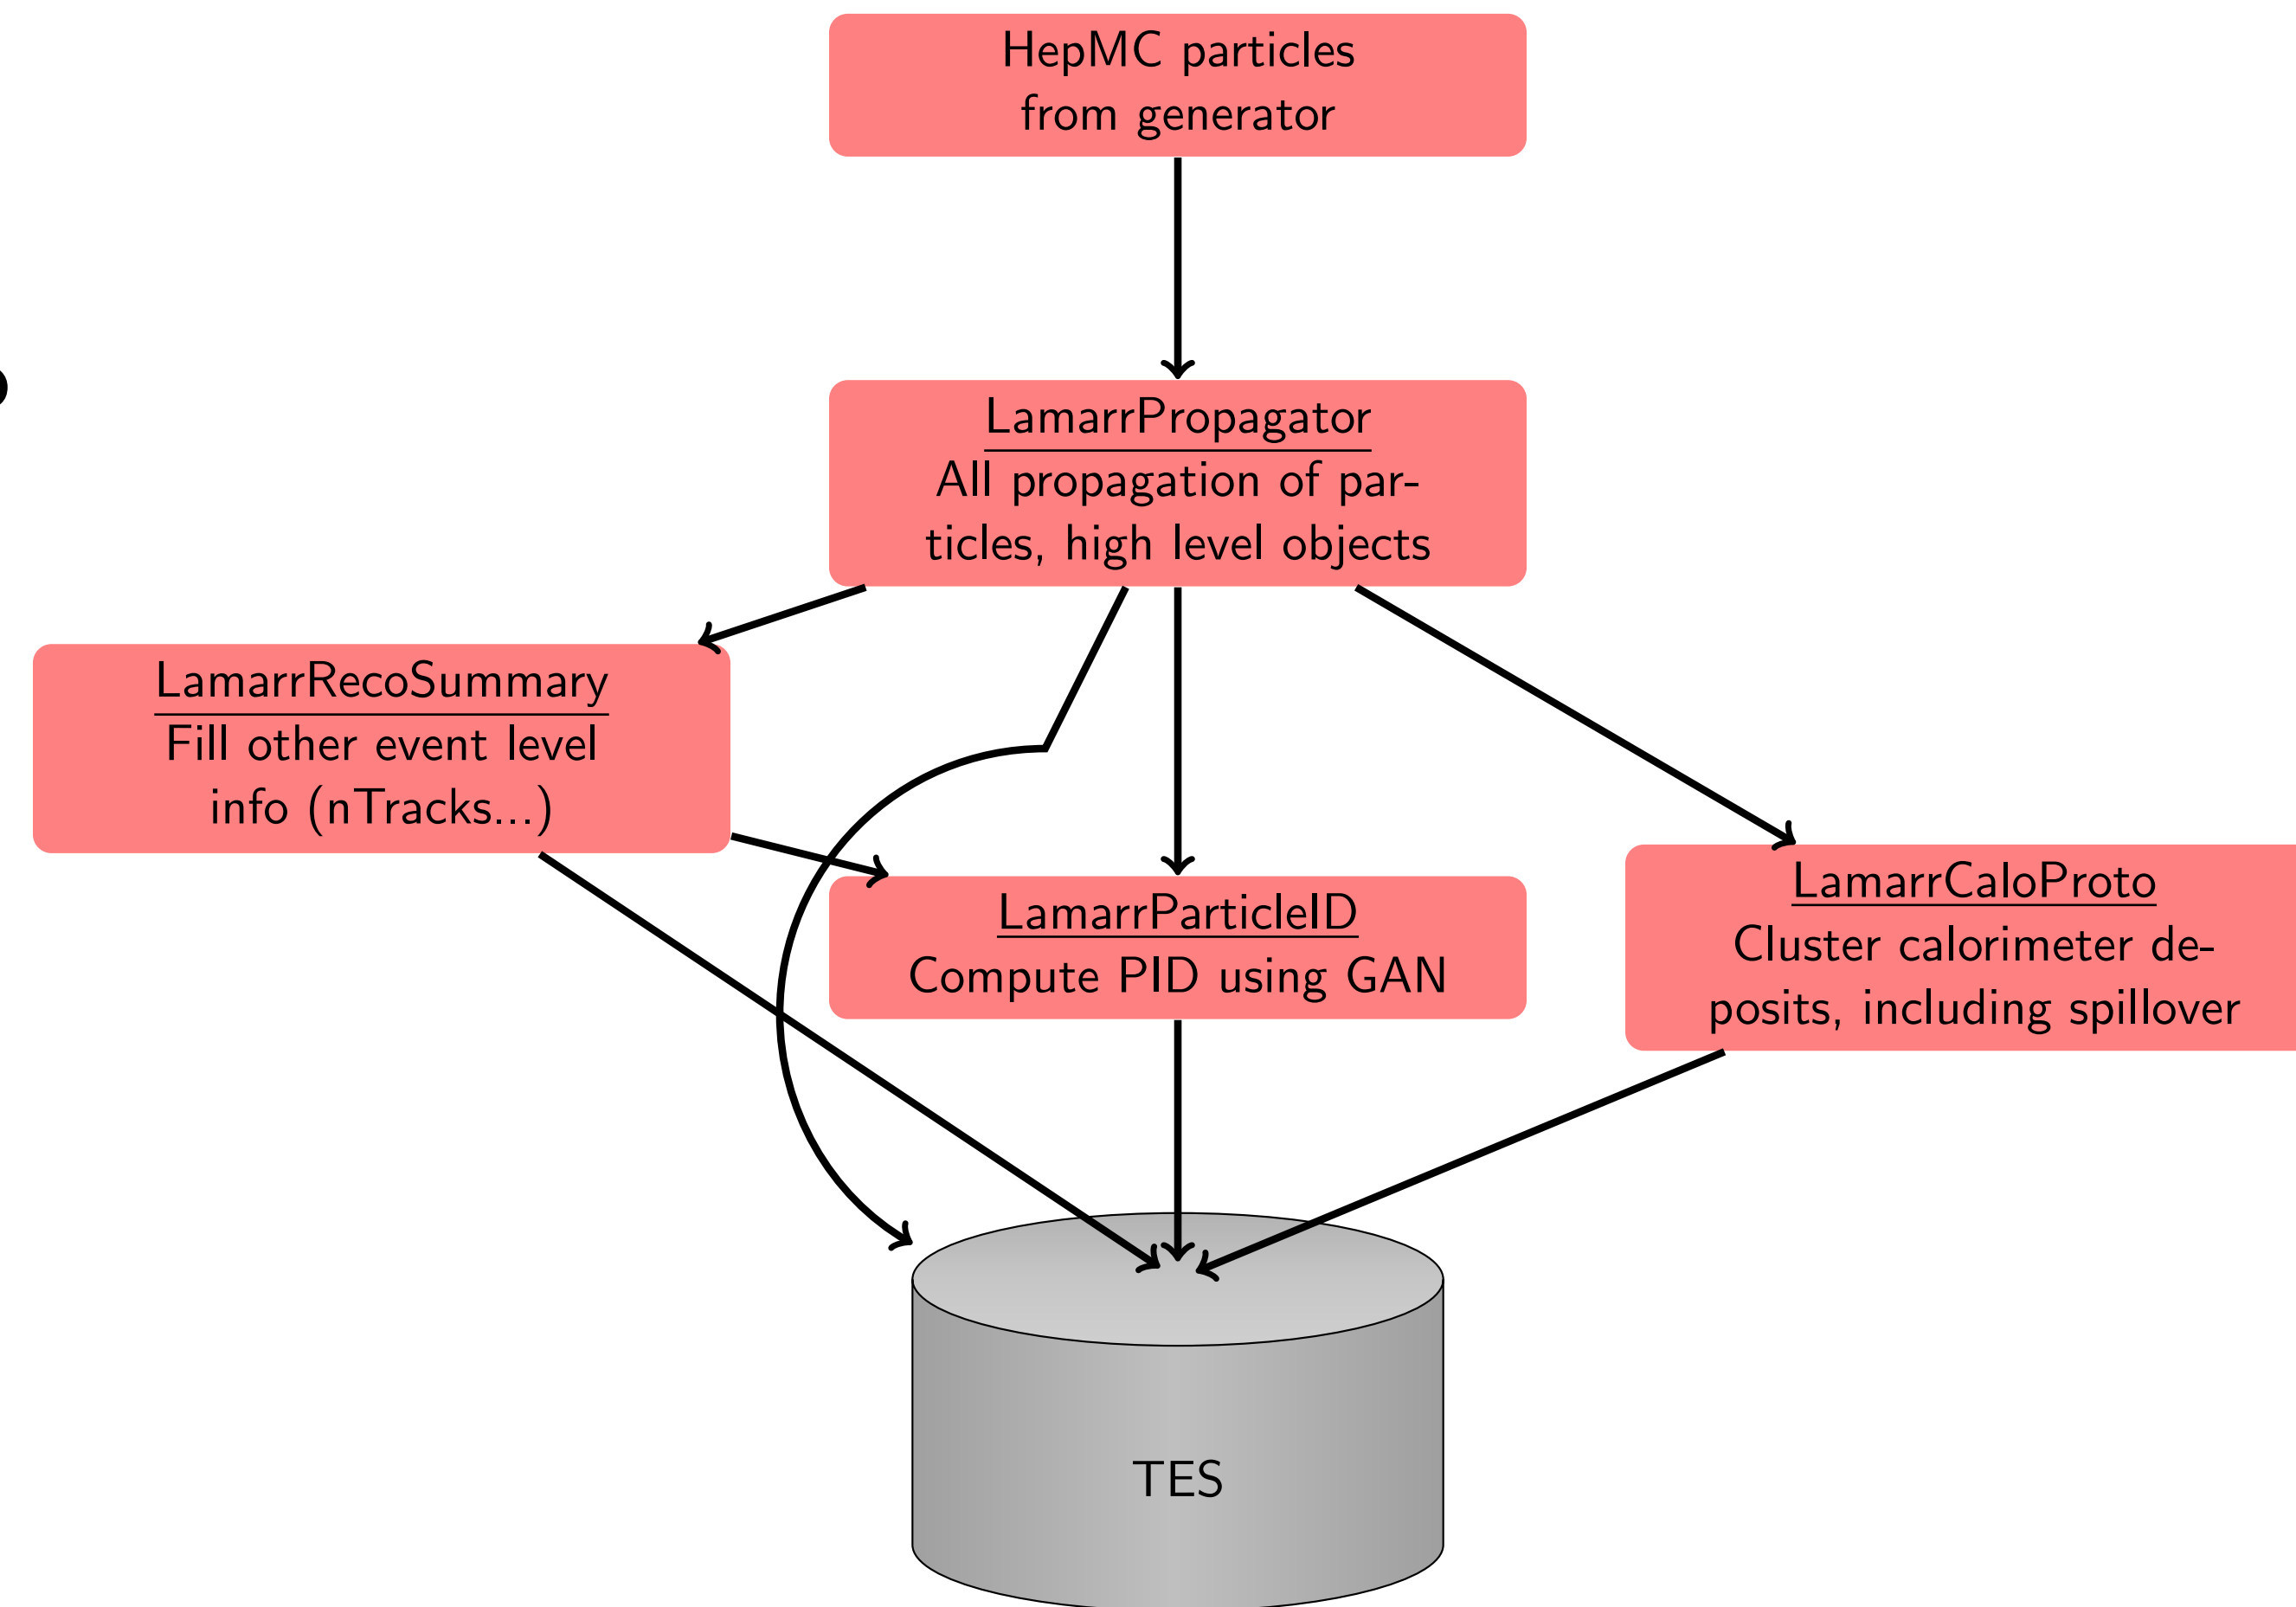 HepMC particles
from generator
LamarrPropagator
All propagation of par-
ticles, high level objects
LamarrRecoSummary
Fill other event level
info (nTracks...)
LamarrParticleID
Compute PID using GAN
LamarrCaloProto
Cluster calorimeter de-
posits, including spillover
TES